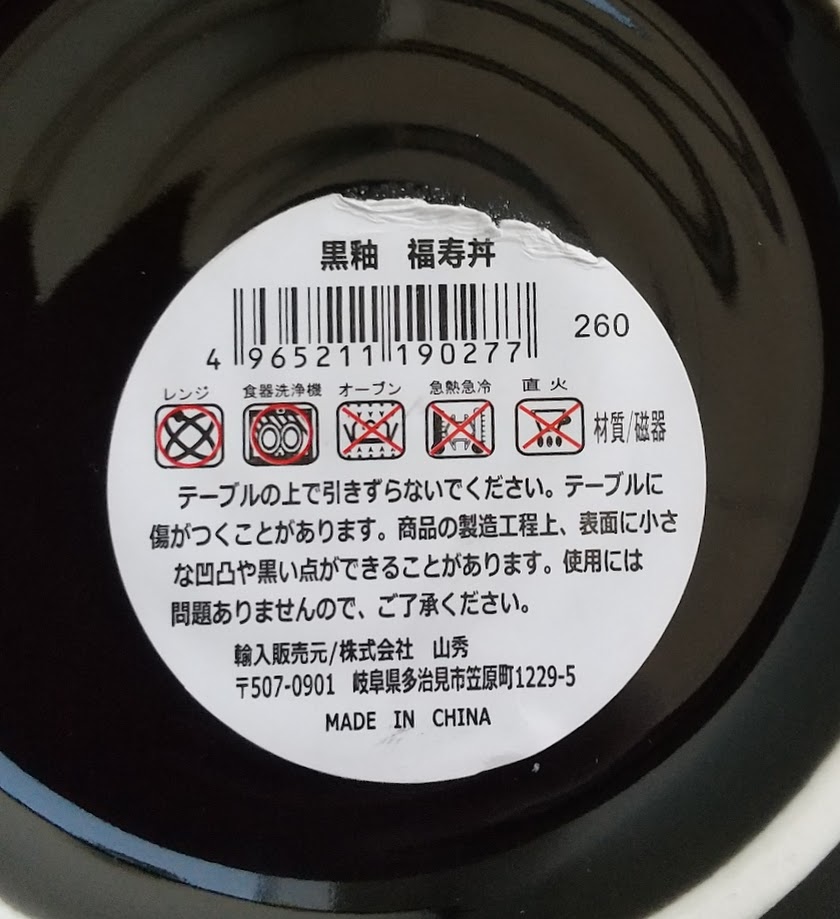 黒釉 福寿丼
260
4 965211 190277
レンジ 食器洗浄機 オーブン 急熱急冷 直火
材質/磁器
テーブルの上で引きずらないでください。テーブルに
傷がつくことがあります。商品の製造工程上、表面に小さ
な凹凸や黒い点ができることがあります。使用には
問題ありませんので、ご了承ください。
輸入販売元/株式会社 山秀
〒507-0901 岐阜県多治見市笠原町1229-5
MADE IN CHINA